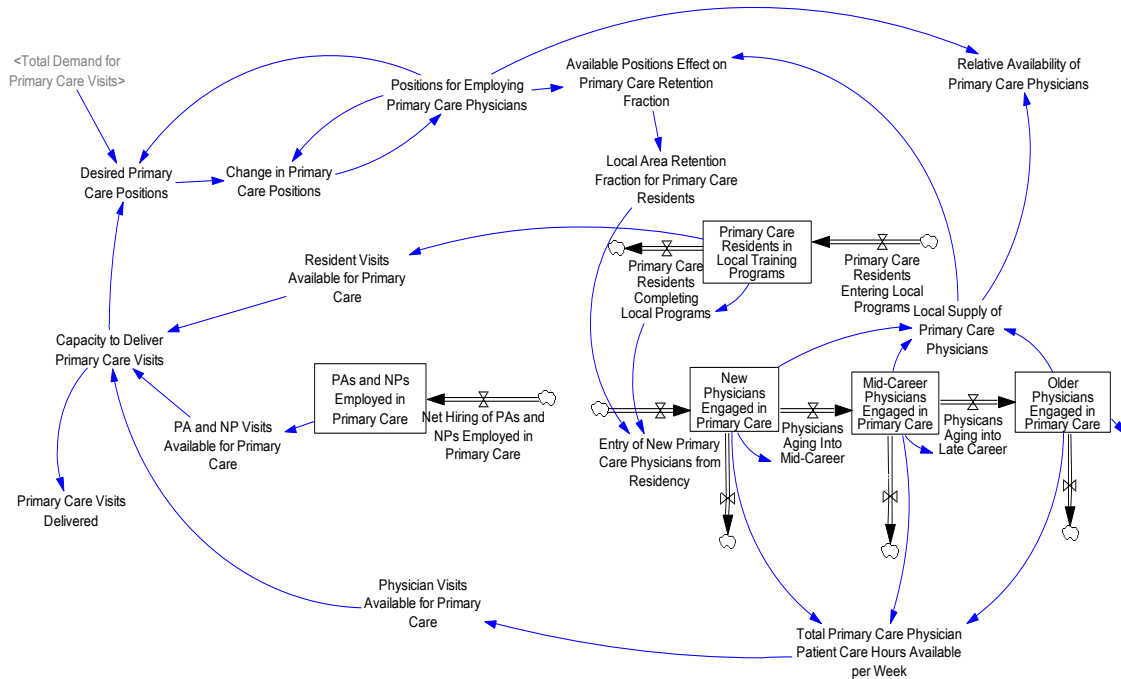 <Total Demand for
Primary Care Visits>
Positions for Employing
Primary Care Physicians
Available Positions Effect on
Primary Care Retention
Fraction
Relative Availability of
Primary Care Physicians
Desired Primary
Care Positions
Change in Primary
Care Positions
Local Area Retention
Fraction for Primary Care
Residents
Primary Care
Residents in
Local Training
Programs
Primary Care
Residents
Completing
Local Programs
Primary Care
Residents
Entering Local
Programs
Resident Visits
Available for Primary
Care
Local Supply of
Primary Care
Physicians
Capacity to Deliver
Primary Care Visits
PAs and NPs
Employed in
Primary Care
Net Hiring of PAs and
NPs Employed in
Primary Care
New
Physicians
Engaged in
Primary Care
Mid-Career
Physicians
Engaged in
Primary Care
Older
Physicians
Engaged in
Primary Care
Physicians
Aging Into
Mid-Career
Physicians
Aging into
Late Career
PA and NP Visits
Available for Primary
Care
Entry of New Primary
Care Physicians from
Residency
Primary Care Visits
Delivered
Physician Visits
Available for Primary
Care
Total Primary Care Physician
Patient Care Hours Available
per Week